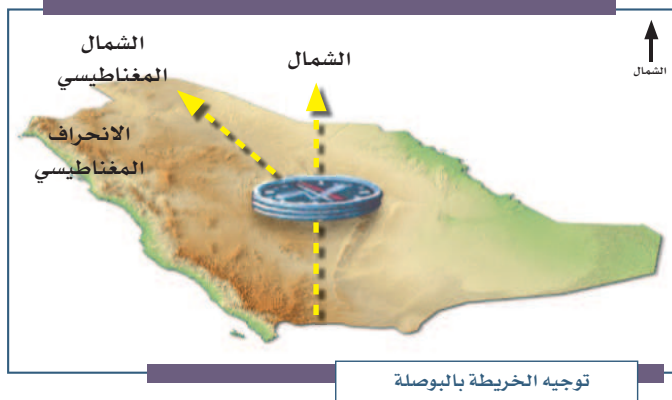 الشمال
الشمال
الشمال
المغناطيسي
الانحراف
المغناطيسي
توجيه الخريطة بالبوصلة